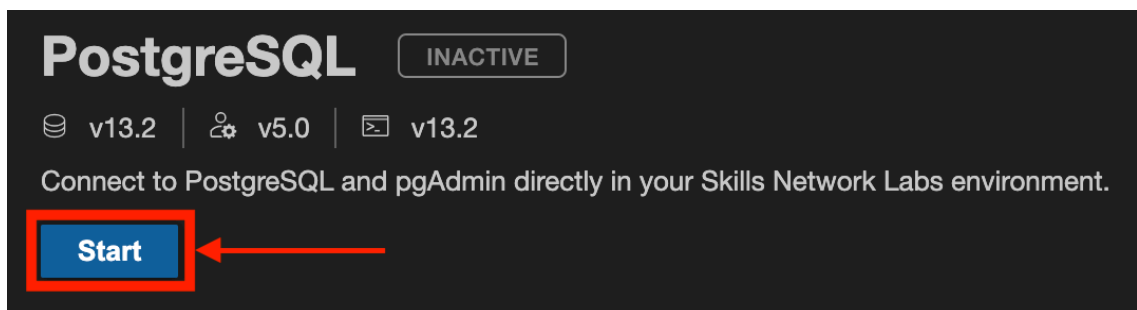 PostgreSQL INACTIVE
v13.2 v5.0 v13.2
Connect to PostgreSQL and pgAdmin directly in your Skills Network Labs environment.
Start